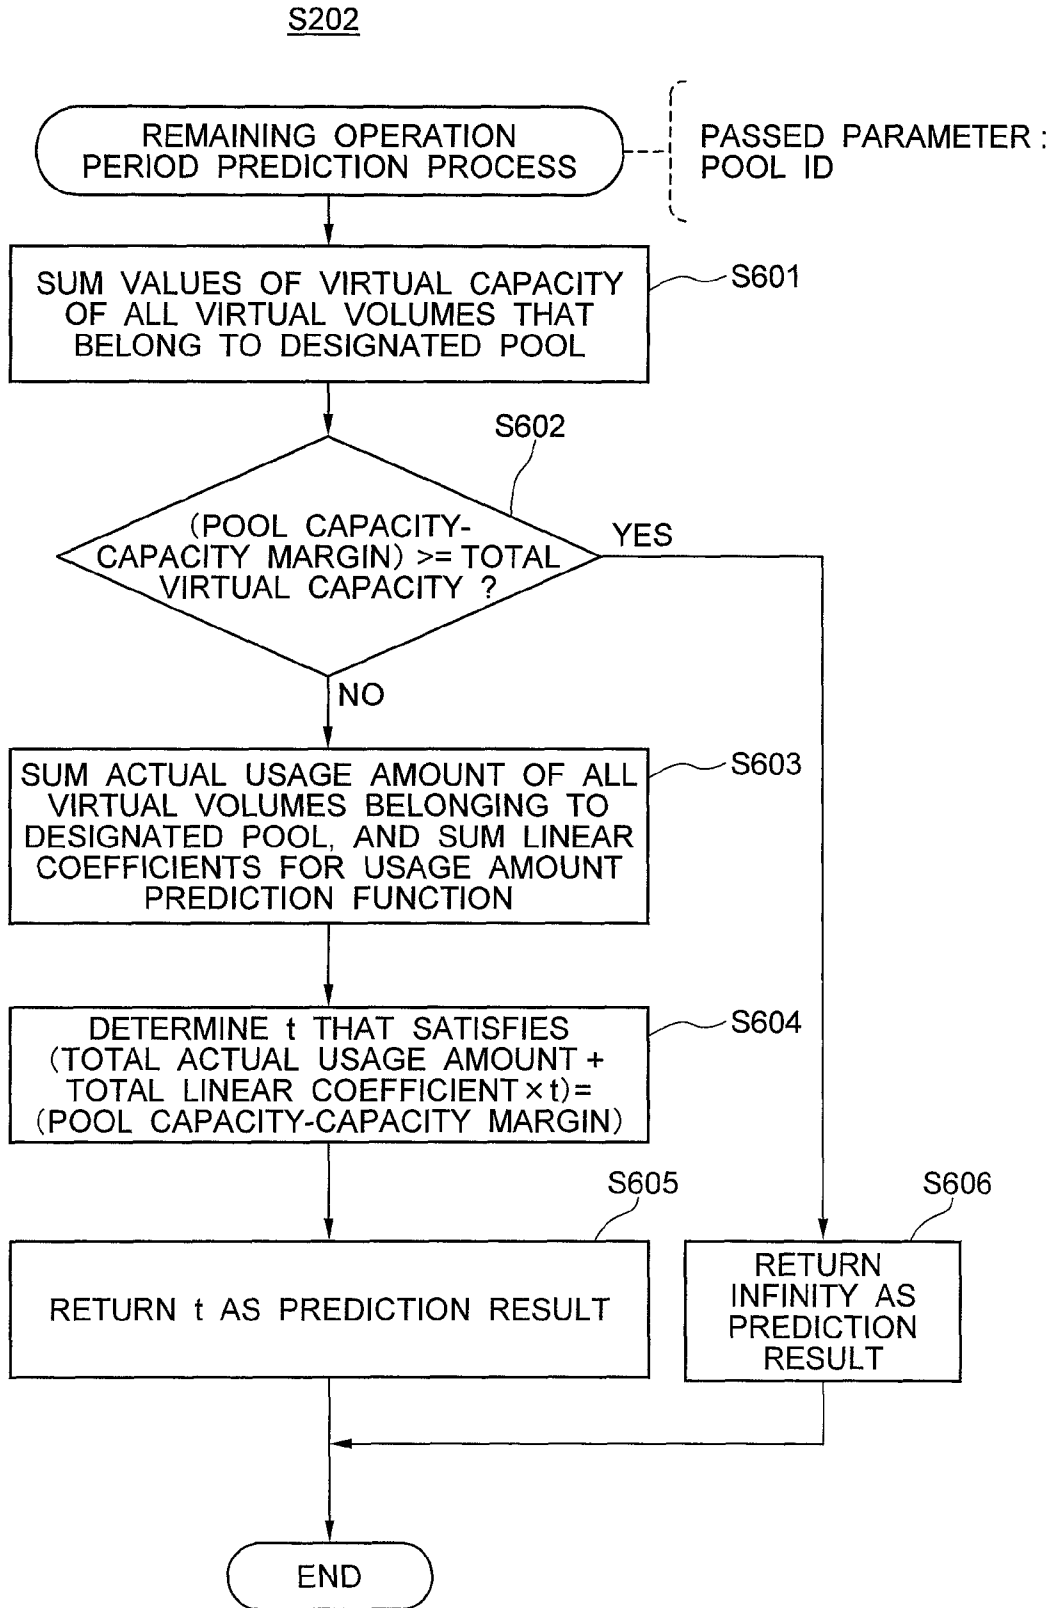 S202
REMAINING OPERATION
PERIOD PREDICTION PROCESS
PASSED PARAMETER :
POOL ID
SUM VALUES OF VIRTUAL CAPACITY
OF ALL VIRTUAL VOLUMES THAT
BELONG TO DESIGNATED POOL
S601
S602
(POOL CAPACITY-
CAPACITY MARGIN) >= TOTAL
VIRTUAL CAPACITY ?
YES
NO
SUM ACTUAL USAGE AMOUNT OF ALL
VIRTUAL VOLUMES BELONGING TO
DESIGNATED POOL, AND SUM LINEAR
COEFFICIENTS FOR USAGE AMOUNT
PREDICTION FUNCTION
S603
DETERMINE t THAT SATISFIES
(TOTAL ACTUAL USAGE AMOUNT +
TOTAL LINEAR COEFFICIENT × t) =
(POOL CAPACITY-CAPACITY MARGIN)
S604
S605
RETURN t AS PREDICTION RESULT
S606
RETURN
INFINITY AS
PREDICTION
RESULT
END